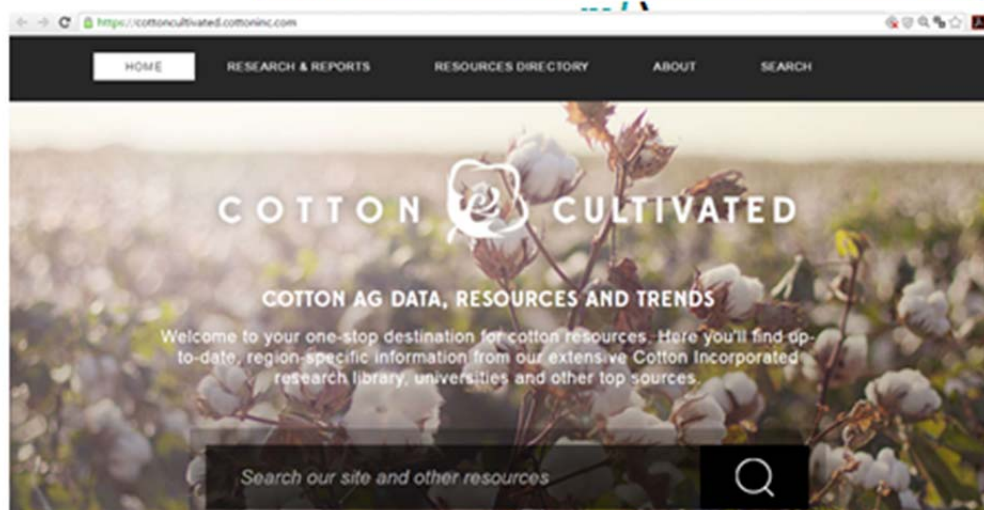 https://cottoncultivated.cottoninc.com
HOME
RESEARCH & REPORTS
RESOURCES DIRECTORY
ABOUT
SEARCH
COTTON CULTIVATED
COTTON AG DATA, RESOURCES AND TRENDS
Welcome to your one-stop destination for cotton resources. Here you'll find up-
to-date, region-specific information from our extensive Cotton Incorporated
research library, universities and other top sources.
Search our site and other resources